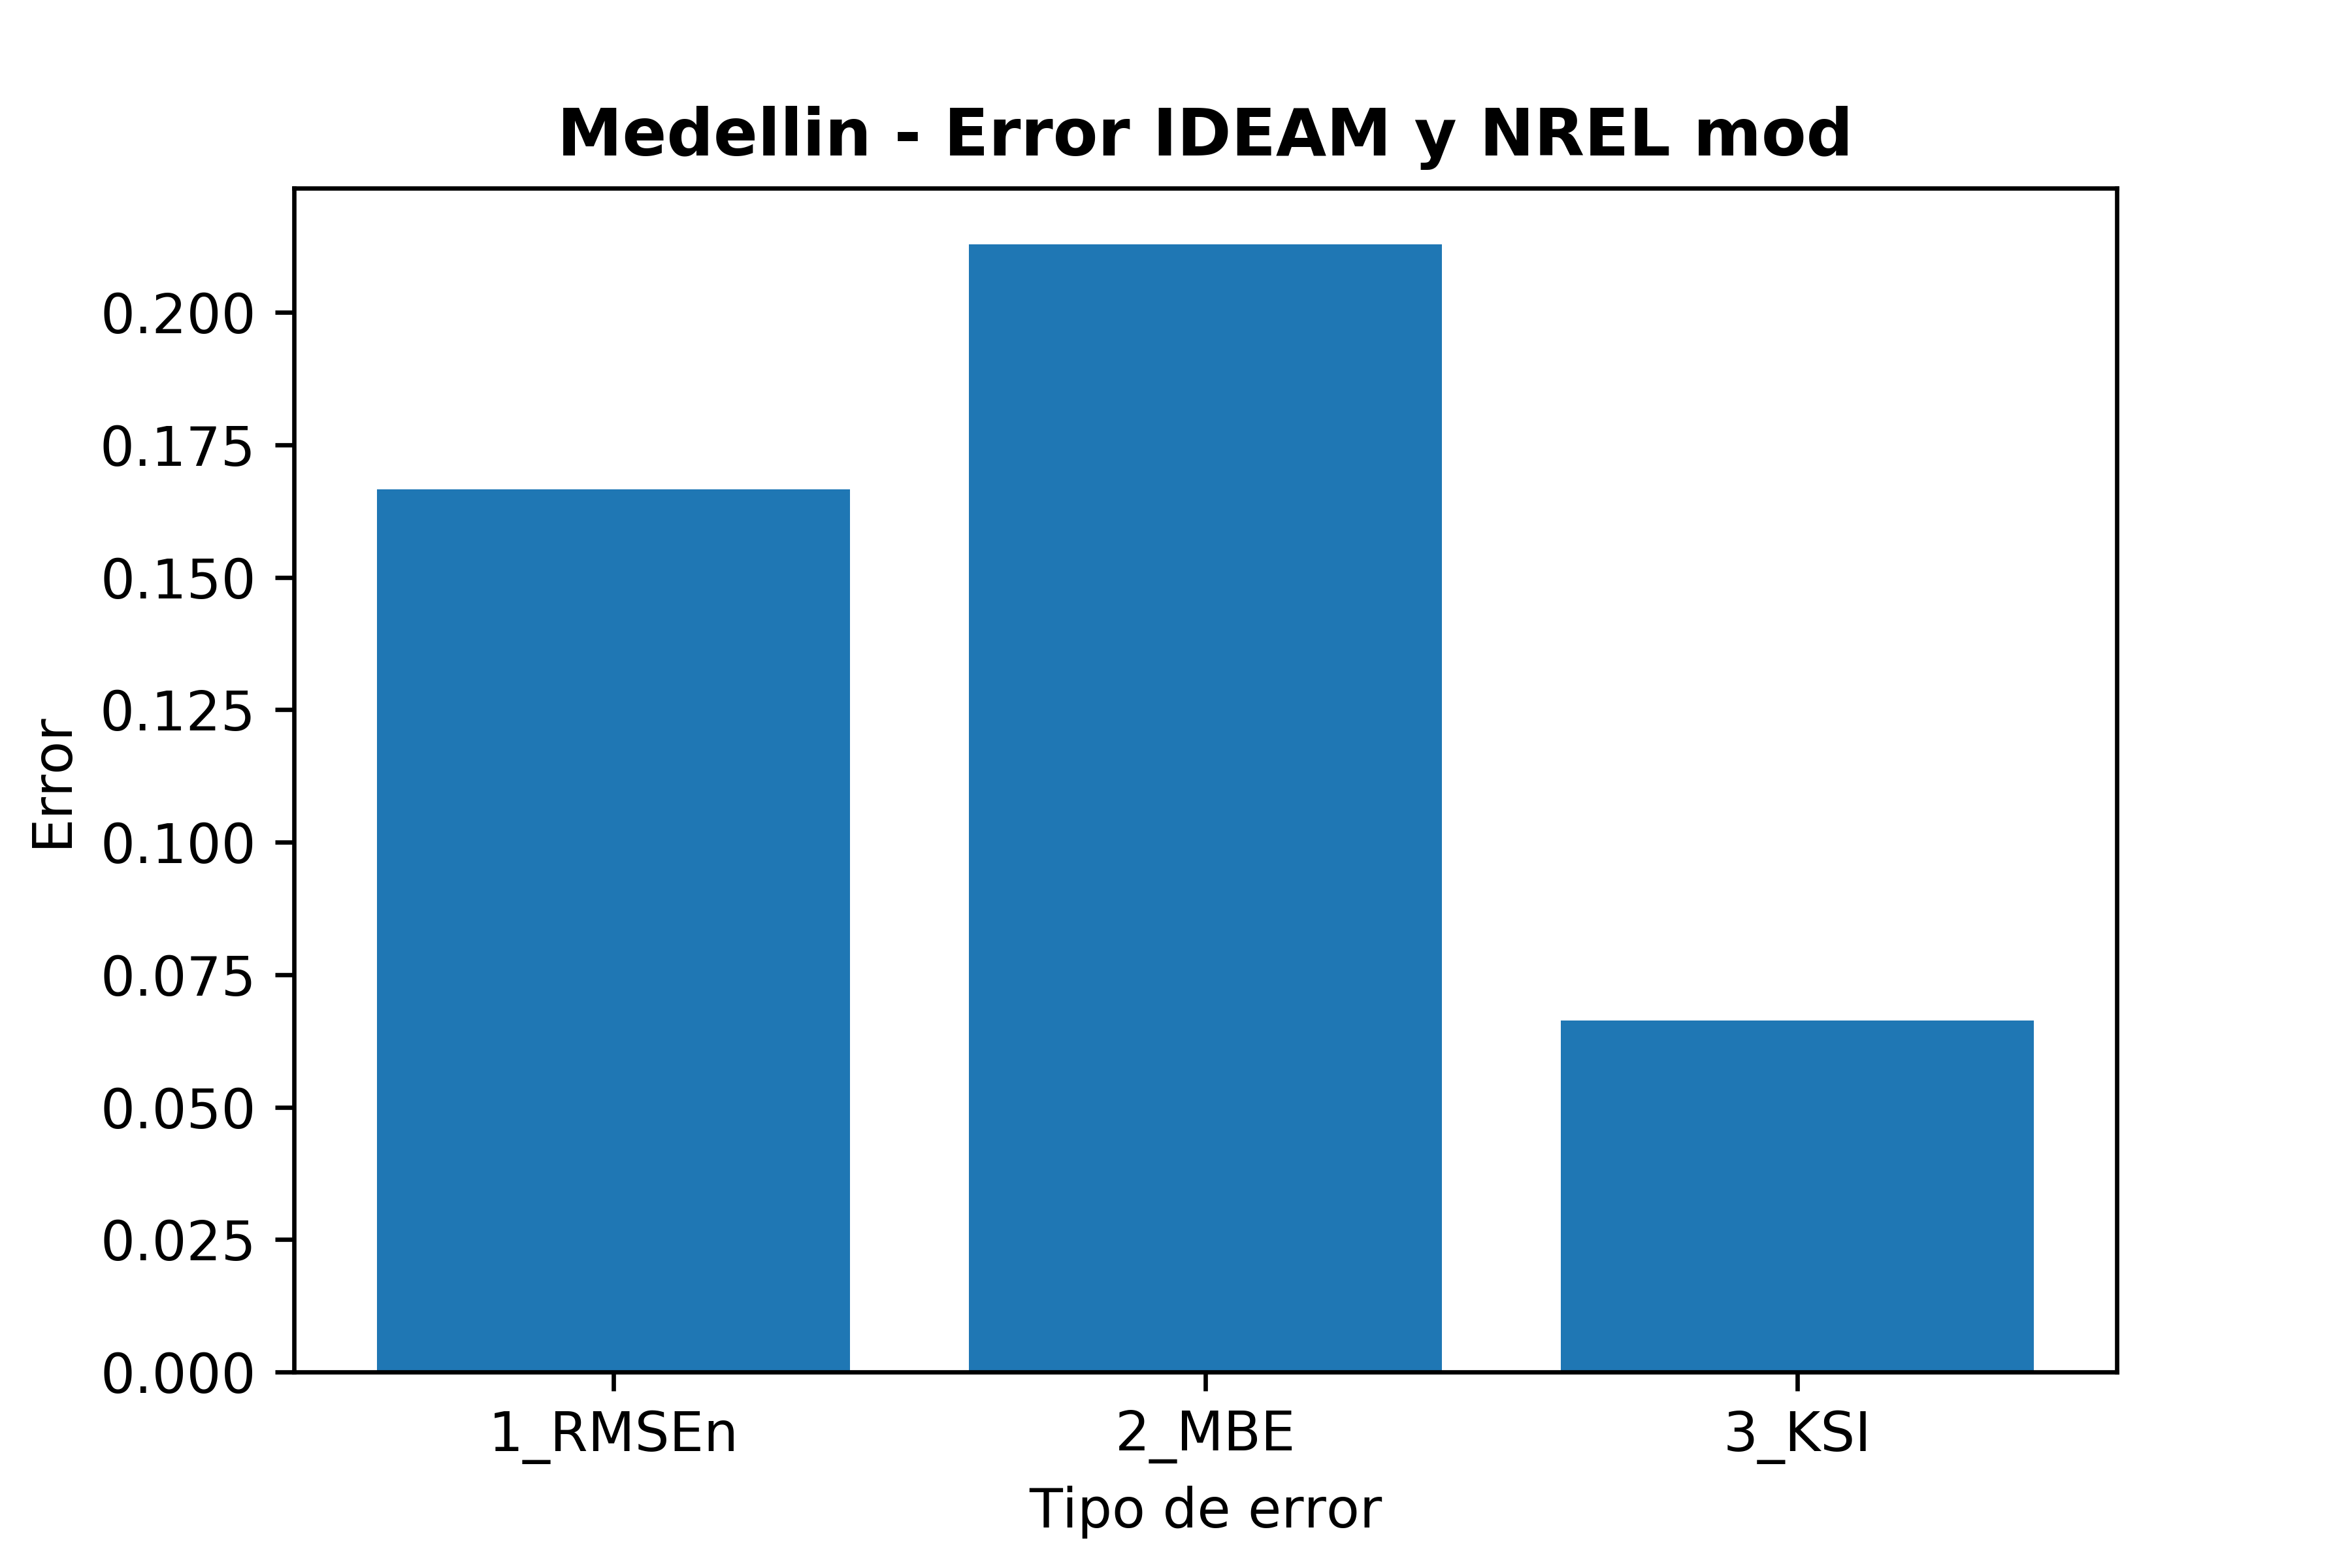 Medellin - Error IDEAM y NREL mod
Error
0.200
0.175
0.150
0.125
0.100
0.075
0.050
0.025
0.000
1_RMSEn
2_MBE
3_KSI
Tipo de error